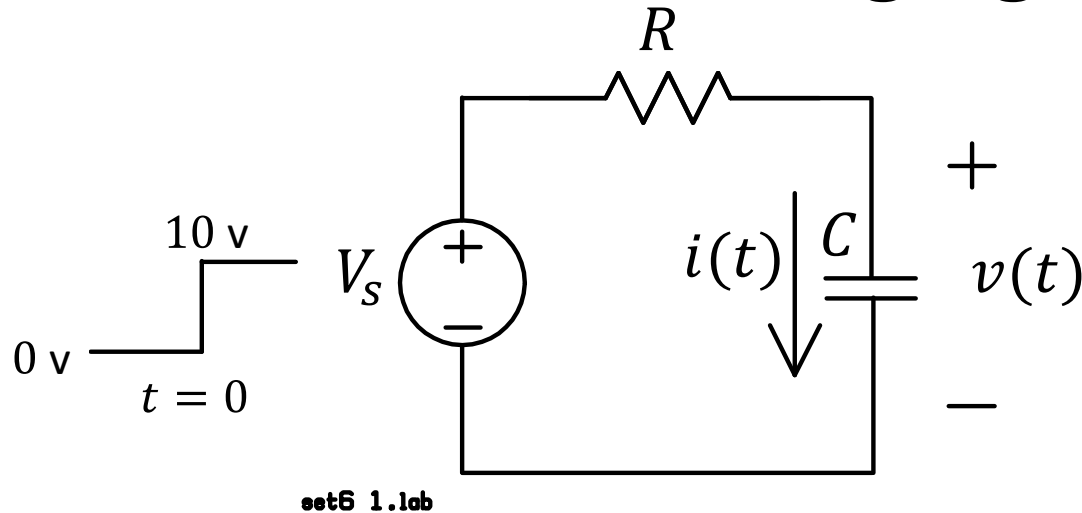 R
10 v
V_s
i(t)
C
v(t)
0 v
t = 0
set6 1.lab